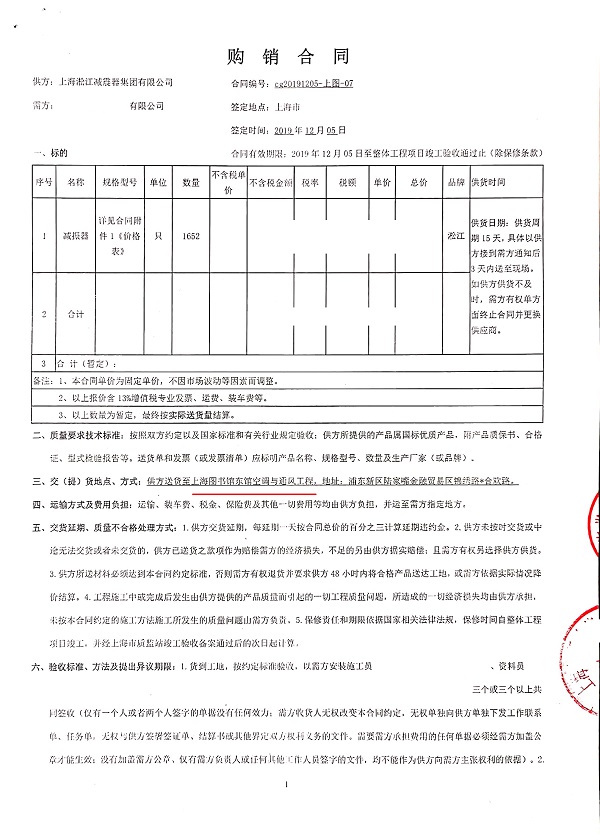 购 销 合 同
供方：上海淞江减震器集团有限公司
合同编号：cg20191205-上图-07
需方： 有限公司
签定地点：上海市
签定时间：2019 年 12 月 05 日
一、标的
合同有效期限：2019 年 12 月 05 日至整体工程项目竣工验收通过止（除保修条款）
序号 名称 规格型号 单位 数量 不含税单价 不含税金额 税率 税额 单价 总价 品牌 供货时间
1 减振器 详见合同附件 1《价格表》 只 1652 淞江
供货日期：供货周期 15 天，具体以供方接到需方通知后 3 天内送至现场。如供方供货不及时，需方有权单方面终止合同并更换供应商。
2 合计
3 合 计（暂定）：
备注：1、本合同单价为固定单价，不因市场波动等因素而调整。
2、以上报价含 13%增值税专业发票、运费、装车费等。
3、以上数量为暂定，最终按实际送货量结算。
二、质量要求技术标准：按照双方约定以及国家标准和有关行业规定验收；供方所提供的产品属国标优质产品，附产品质保书、合格
证、型式检验报告等。送货单和发票（或发票清单）应标明产品名称、规格型号、数量及生产厂家（或品牌）.
三、交（提）货地点、方式：供方送货至上海图书馆东馆空调与通风工程，地址：浦东新区陆家嘴金融贸易区锦绣路*合欢路。
四、运输方式及费用负担：运输、装车费、税金、保险费及其他一切费用等均由供方负担，并运至需方指定地方。
五、交货延期、质量不合格处理方式：1.供方交货延期，每延期一天按合同总价的百分之三计算延期违约金。2.供方未按时交货或中
途无法交货或者未交货的，供方已送货之款项作为赔偿需方的经济损失，不足的另由供方据实赔偿；且需方有权另选择供方供货。
3.供方所送材料必须达到本合同约定标准，否则需方有权退货并要求供方 48 小时内将合格产品送达工地，或需方依据实际情况降
价结算。4.工程施工中或完成后发生由供方提供的产品质量而引起的一切工程质量问题，所造成的一切经济损失均由供方承担，
未按本合同约定的施工方法施工所发生的质量问题由需方负责。5.保修责任和期限依据国家相关法律法规，保修时间自整体工程
项目竣工，并经上海市质监站竣工验收备案通过后的次日起计算.
六、验收标准、方法及提出异议期限：1.货到工地，按约定标准验收，以需方安装施工员 、资料员
三个或三个以上共
同签收（仅有一个人或者两个人签字的单据没有任何效力；需方收货人无权改变本合同约定，无权单独向供方单独下发工作联系
单、任务单，无权与供方签署签证单、结算书或其他界定双方权利义务的文件。需要需方承担费用的任何单据必须经需方加盖公
章才能生效；没有加盖需方公章、仅有需方负责人或任何其他工作人员签字的文件，均不能作为供方向需方主张权利的依据）。2.
1